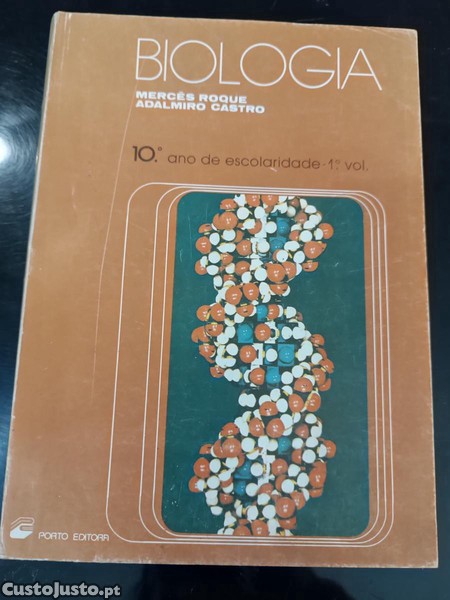 BIOLOGIA
MERCÊS ROQUE
ADALMIRO CASTRO
10.º ano de escolaridade - 1.º vol.
PORTO EDITORA
CustoJusto.pt